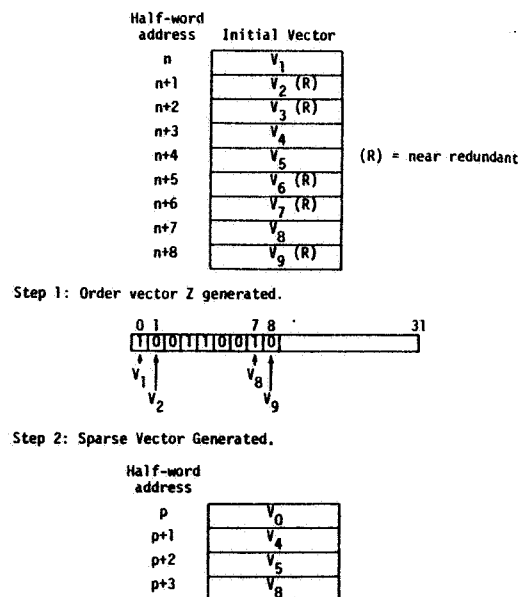 Half-word
address Initial Vector
n V1
n+1 V2 (R)
n+2 V3 (R)
n+3 V4
n+4 V5 (R) = near redundant
n+5 V6 (R)
n+6 V7 (R)
n+7 V8
n+8 V9 (R)
Step 1: Order vector Z generated.
0 1 7 8 31
1 0 0 1 1 0 0 1 0
V1 V8
V2 V9
Step 2: Sparse Vector Generated.
Half-word
address
p V0
p+1 V4
p+2 V5
p+3 V8